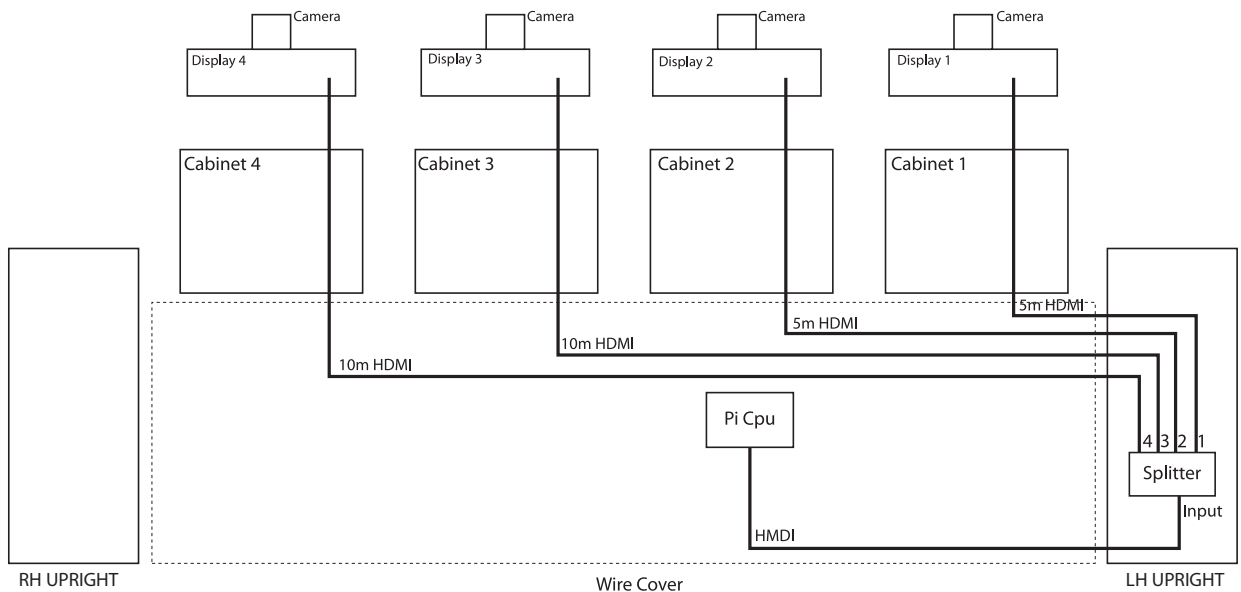 Camera
Camera
Camera
Camera
Display 4
Display 3
Display 2
Display 1
Cabinet 4
Cabinet 3
Cabinet 2
Cabinet 1
5m HDMI
5m HDMI
10m HDMI
10m HDMI
Pi Cpu
4 3 2 1
Splitter
Input
HMDI
RH UPRIGHT
Wire Cover
LH UPRIGHT